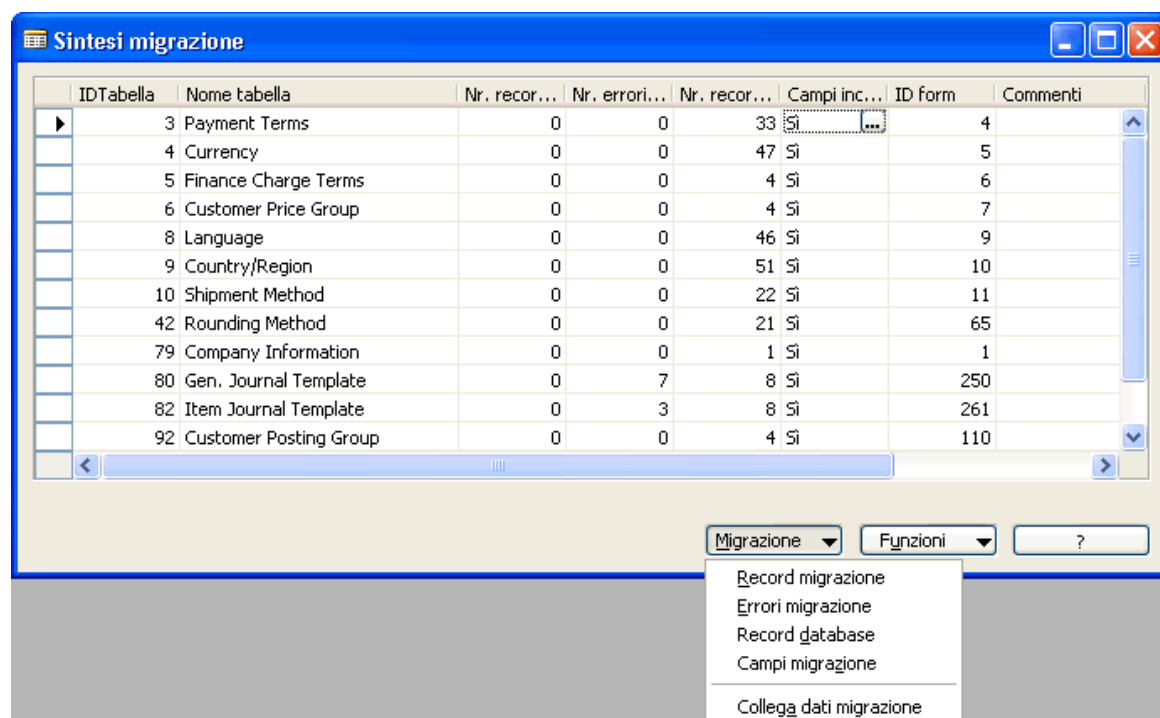 Sintesi migrazione
IDTabella Nome tabella Nr. recor... Nr. errori... Nr. recor... Campi inc... ID form Commenti
3 Payment Terms 0 0 33 Sì ... 4
4 Currency 0 0 47 Sì 5
5 Finance Charge Terms 0 0 4 Sì 6
6 Customer Price Group 0 0 4 Sì 7
8 Language 0 0 46 Sì 9
9 Country/Region 0 0 51 Sì 10
10 Shipment Method 0 0 22 Sì 11
42 Rounding Method 0 0 21 Sì 65
79 Company Information 0 0 1 Sì 1
80 Gen. Journal Template 0 7 8 Sì 250
82 Item Journal Template 0 3 8 Sì 261
92 Customer Posting Group 0 0 4 Sì 110
Migrazione Funzioni ?
Record migrazione
Errori migrazione
Record database
Campi migrazione
Collega dati migrazione